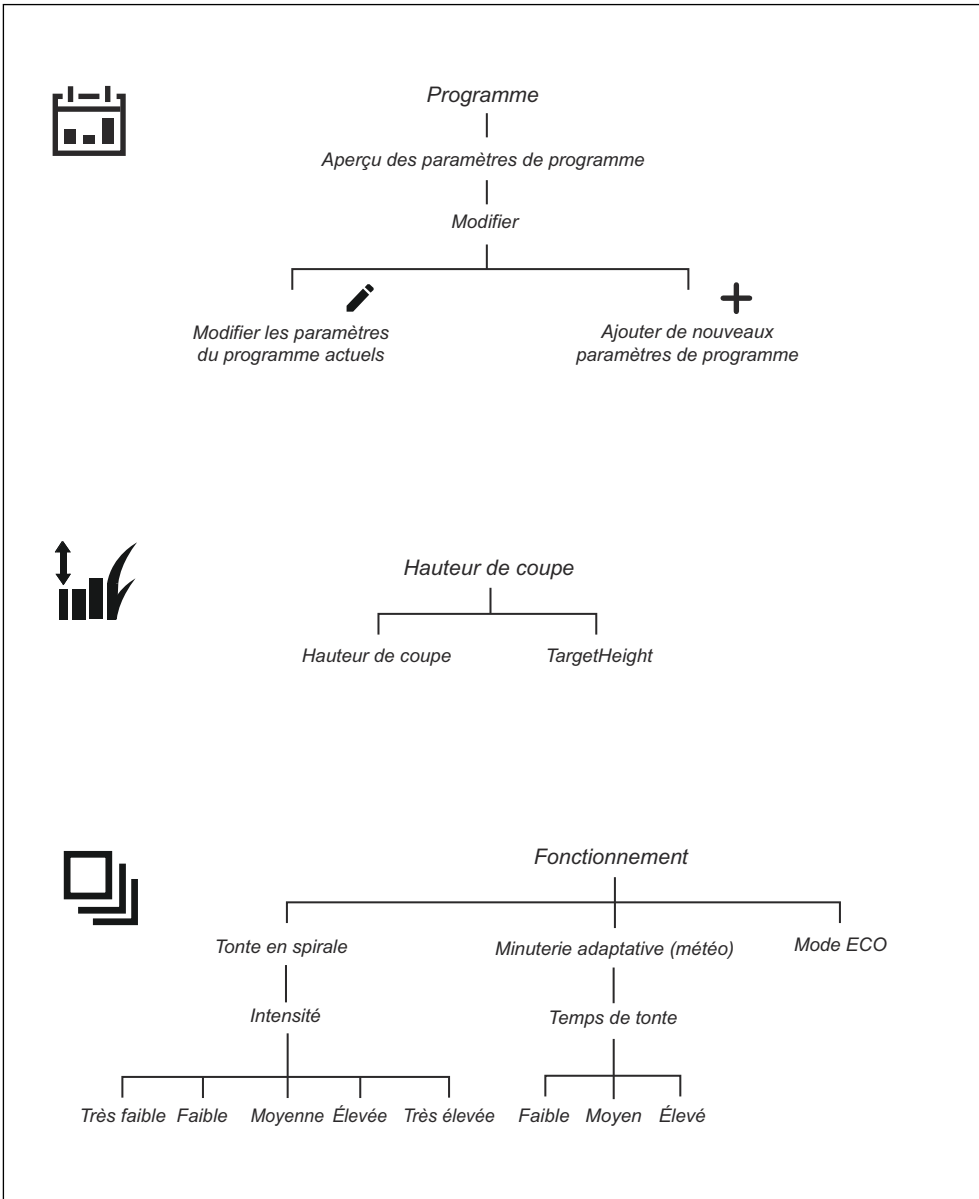 Programme
Aperçu des paramètres de programme
Modifier
Modifier les paramètres
du programme actuels
Ajouter de nouveaux
paramètres de programme
Hauteur de coupe
Hauteur de coupe
TargetHeight
Fonctionnement
Tonte en spirale
Minuterie adaptative (météo)
Mode ECO
Intensité
Temps de tonte
Très faible
Faible
Moyenne
Élevée
Très élevée
Faible
Moyen
Élevé